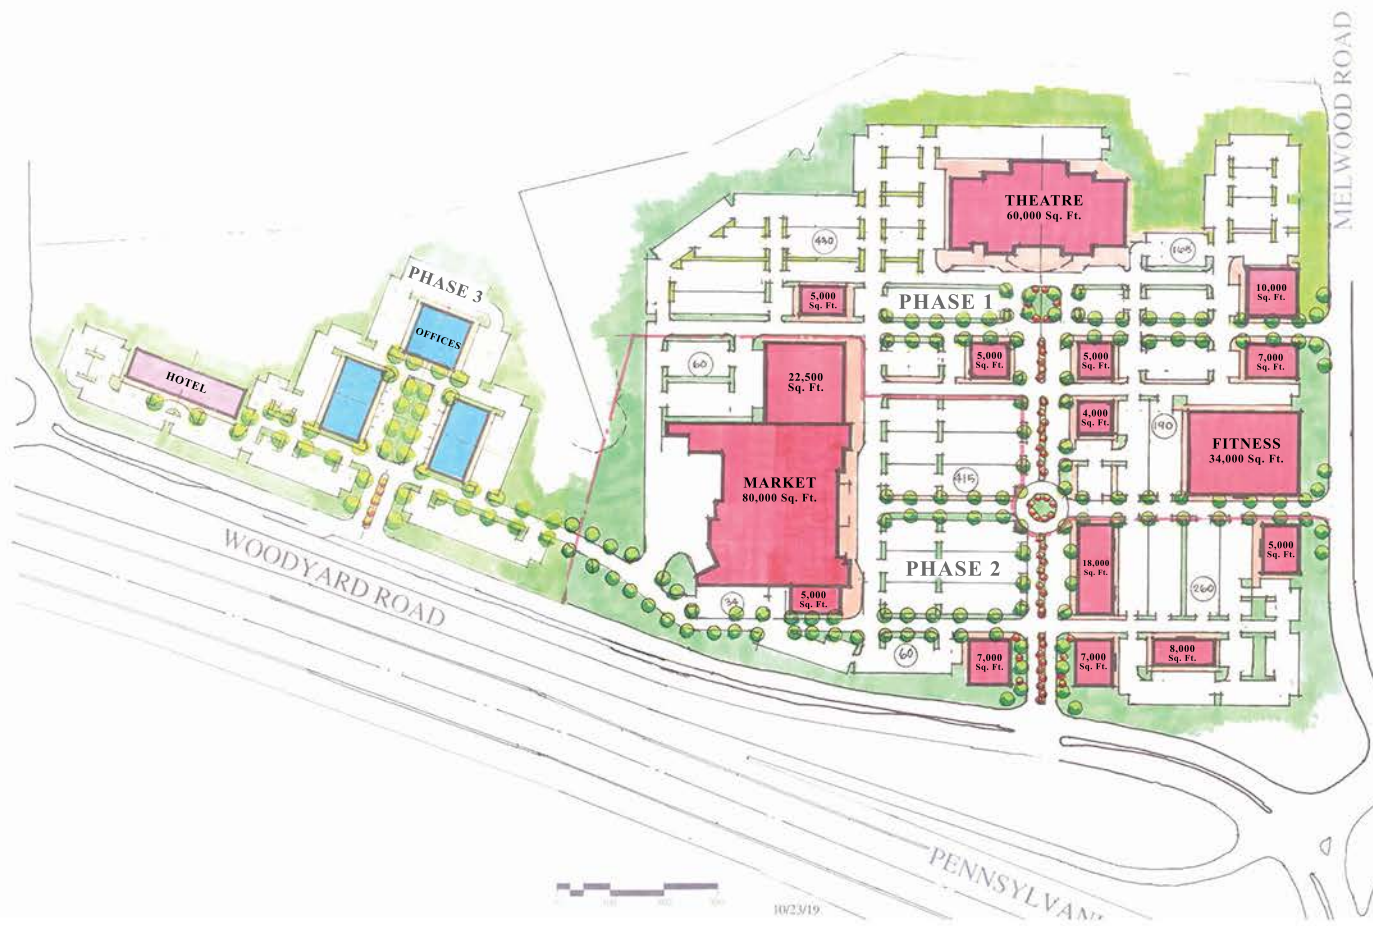 MELWOOD ROAD
THEATRE
60,000 Sq. Ft.
440
165
PHASE 3
OFFICES
HOTEL
5,000
Sq. Ft.
PHASE 1
10,000
Sq. Ft.
60
22,500
Sq. Ft.
5,000
Sq. Ft.
5,000
Sq. Ft.
7,000
Sq. Ft.
4,000
Sq. Ft.
190
FITNESS
34,000 Sq. Ft.
MARKET
80,000 Sq. Ft.
415
PHASE 2
18,000
Sq. Ft.
5,000
Sq. Ft.
260
34
5,000
Sq. Ft.
60
7,000
Sq. Ft.
7,000
Sq. Ft.
8,000
Sq. Ft.
WOODYARD ROAD
PENNSYLVANI
10/23/19